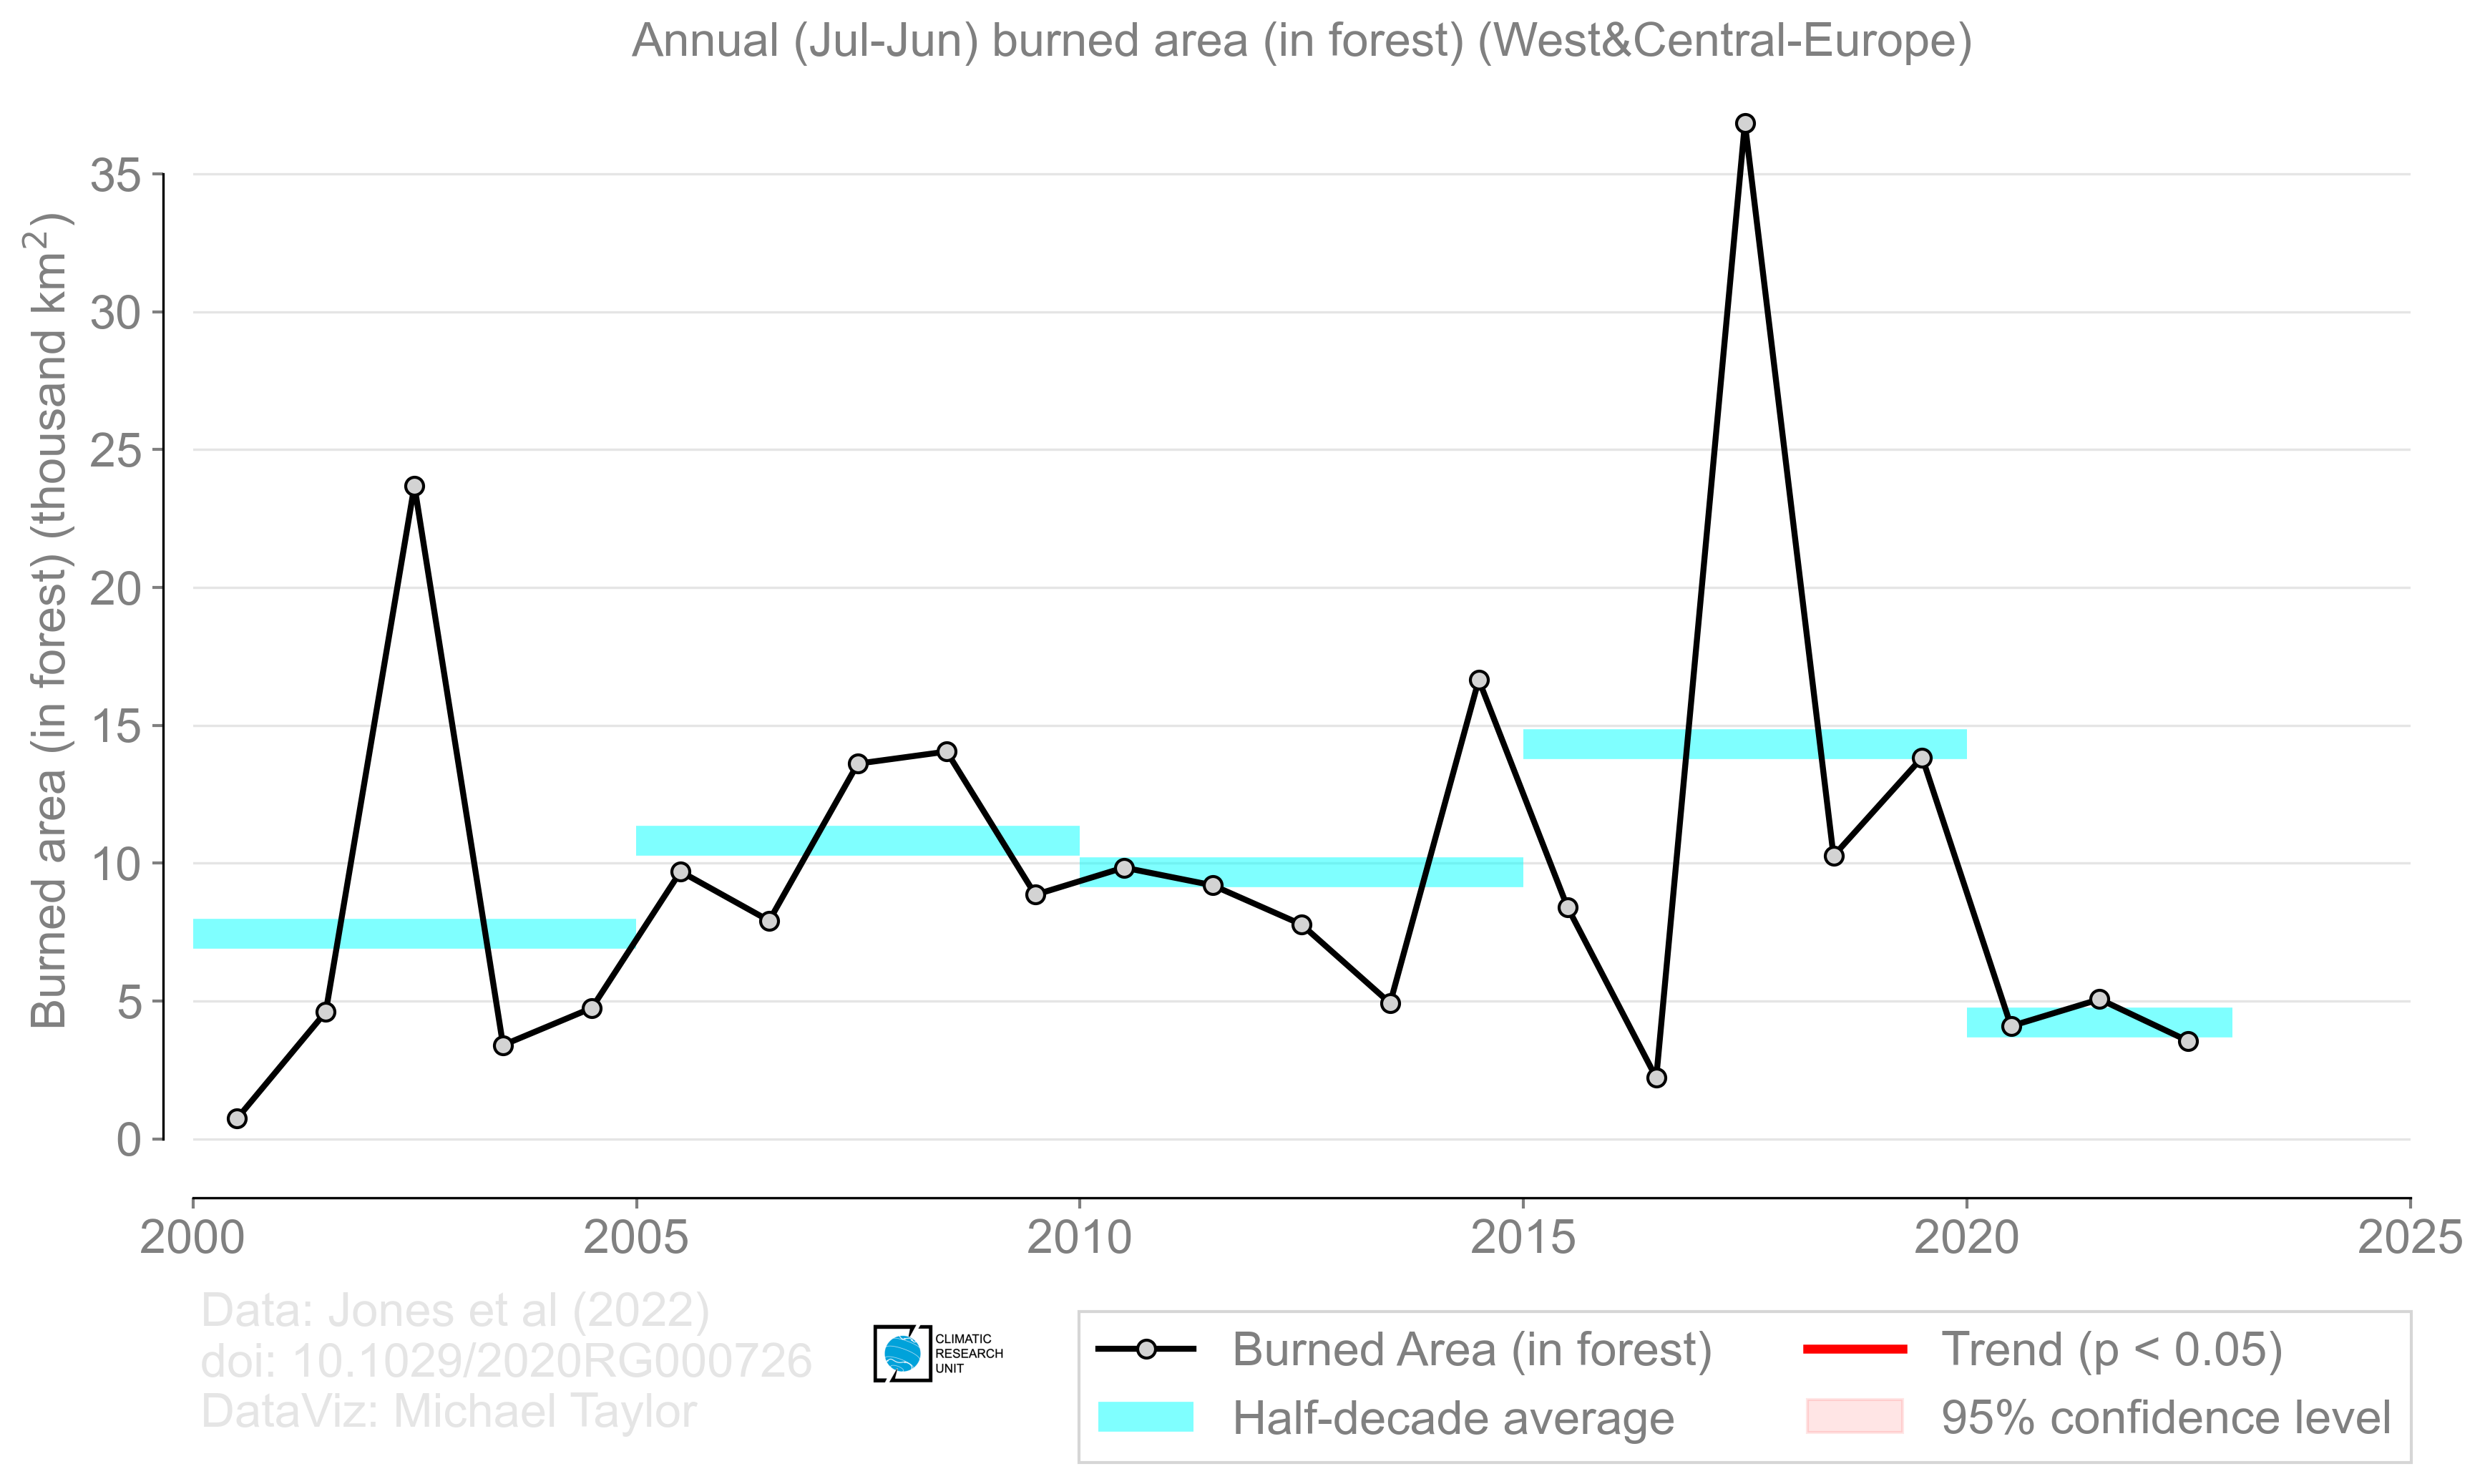 Annual (Jul-Jun) burned area (in forest) (West&Central-Europe)
Burned area (in forest) (thousand km²)
35
30
25
20
15
10
5
0
2000 2005 2010 2015 2020 2025
Data: Jones et al (2022)
doi: 10.1029/2020RG000726
DataViz: Michael Taylor
CLIMATIC
RESEARCH
UNIT
Burned Area (in forest)
Half-decade average
Trend (p < 0.05)
95% confidence level